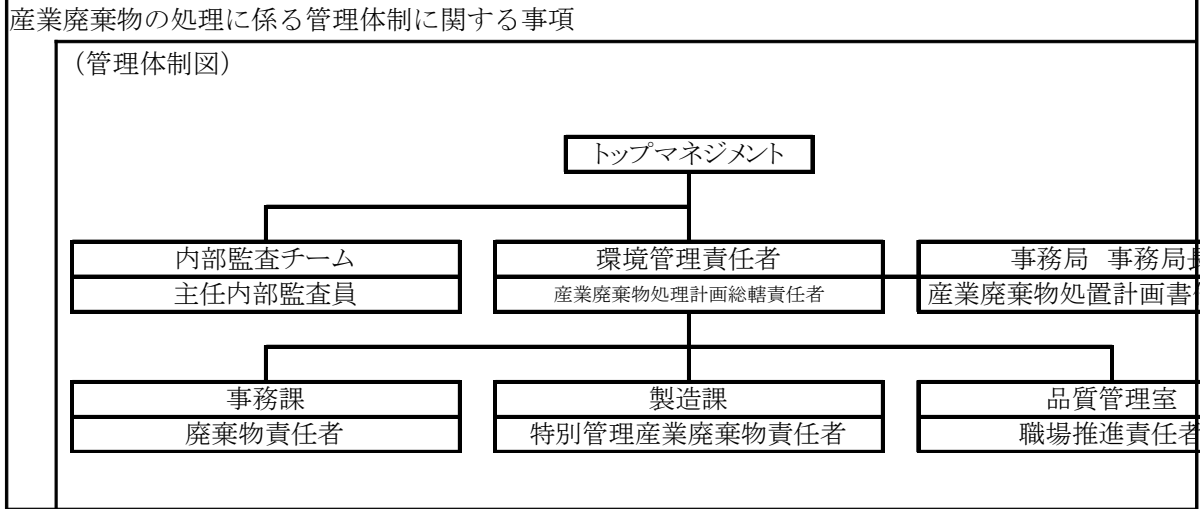 産業廃棄物の処理に係る管理体制に関する事項
（管理体制図）
トップマネジメント
内部監査チーム
環境管理責任者
事務局 事務局長
主任内部監査員
産業廃棄物処理計画総轄責任者
産業廃棄物処置計画書
事務課
製造課
品質管理室
廃棄物責任者
特別管理産業廃棄物責任者
職場推進責任者